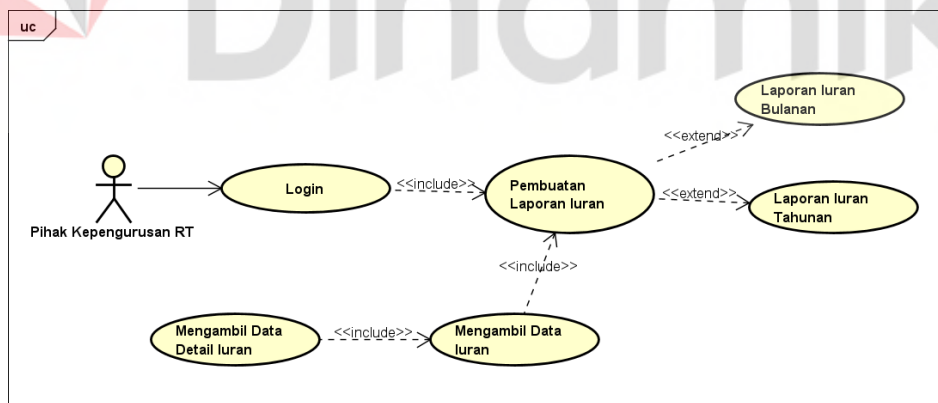 Dinamik
uc
Laporan Iuran
Bulanan
<<extend>>
Login
<<include>>
Pembuatan
Laporan Iuran
<<extend>>
Laporan Iuran
Tahunan
Pihak Kepengurusan RT
<<include>>
Mengambil Data
Detail Iuran
<<include>>
Mengambil Data
Iuran